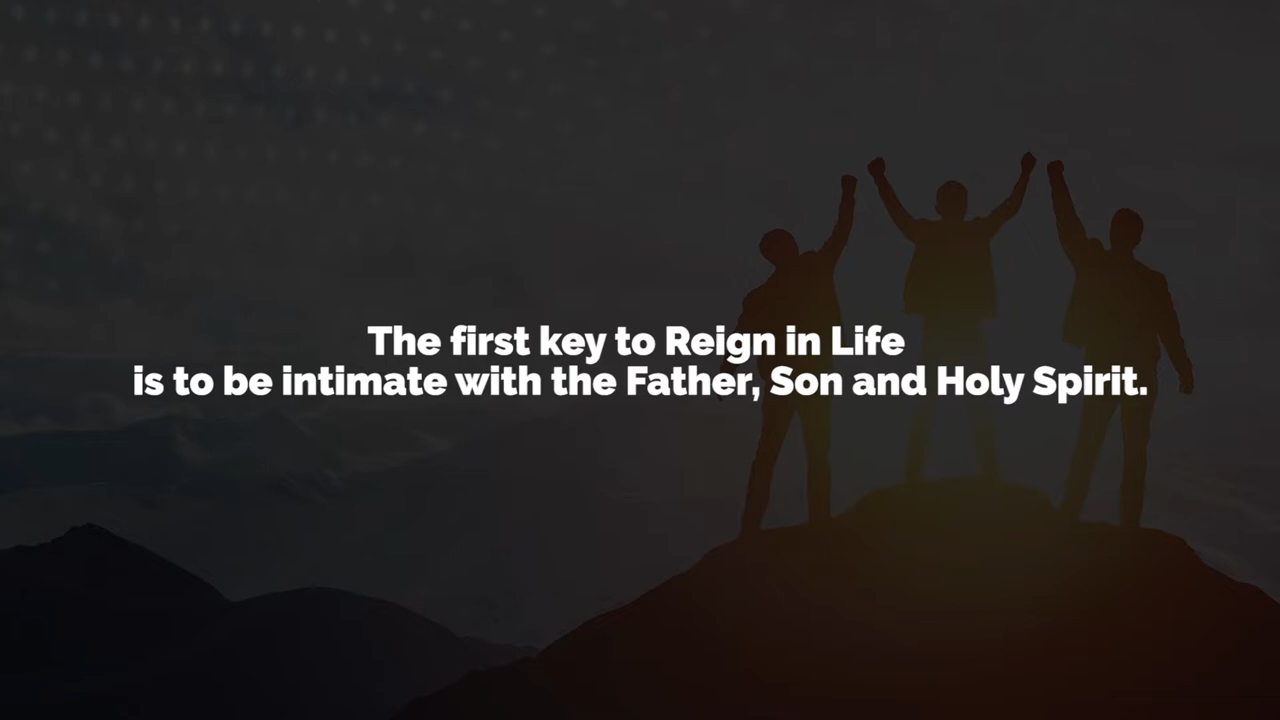 The first key to Reign in Life
is to be intimate with the Father, Son and Holy Spirit.